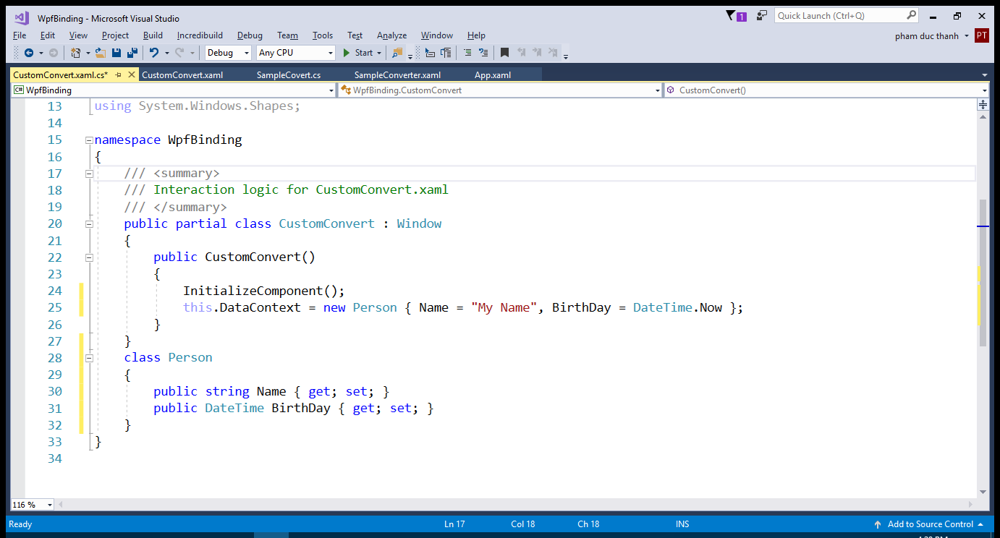 WpfBinding - Microsoft Visual Studio
1
Quick Launch (Ctrl+Q)
File Edit View Project Build Incredibuild Debug Team Tools Test Analyze Window Help
pham duc thanh PT
Debug Any CPU Start
CustomConvert.xaml.cs* CustomConvert.xaml SampleCovert.cs SampleConverter.xaml App.xaml
C# WpfBinding WpfBinding.CustomConvert CustomConvert()
13 using System.Windows.Shapes;
14
15 namespace WpfBinding
16 {
17 /// <summary>
18 /// Interaction logic for CustomConvert.xaml
19 /// </summary>
20 public partial class CustomConvert : Window
21 {
22 public CustomConvert()
23 {
24 InitializeComponent();
25 this.DataContext = new Person { Name = "My Name", BirthDay = DateTime.Now };
26 }
27 }
28 class Person
29 {
30 public string Name { get; set; }
31 public DateTime BirthDay { get; set; }
32 }
33 }
34
116 %
Ready Ln 17 Col 18 Ch 18 INS Add to Source Control